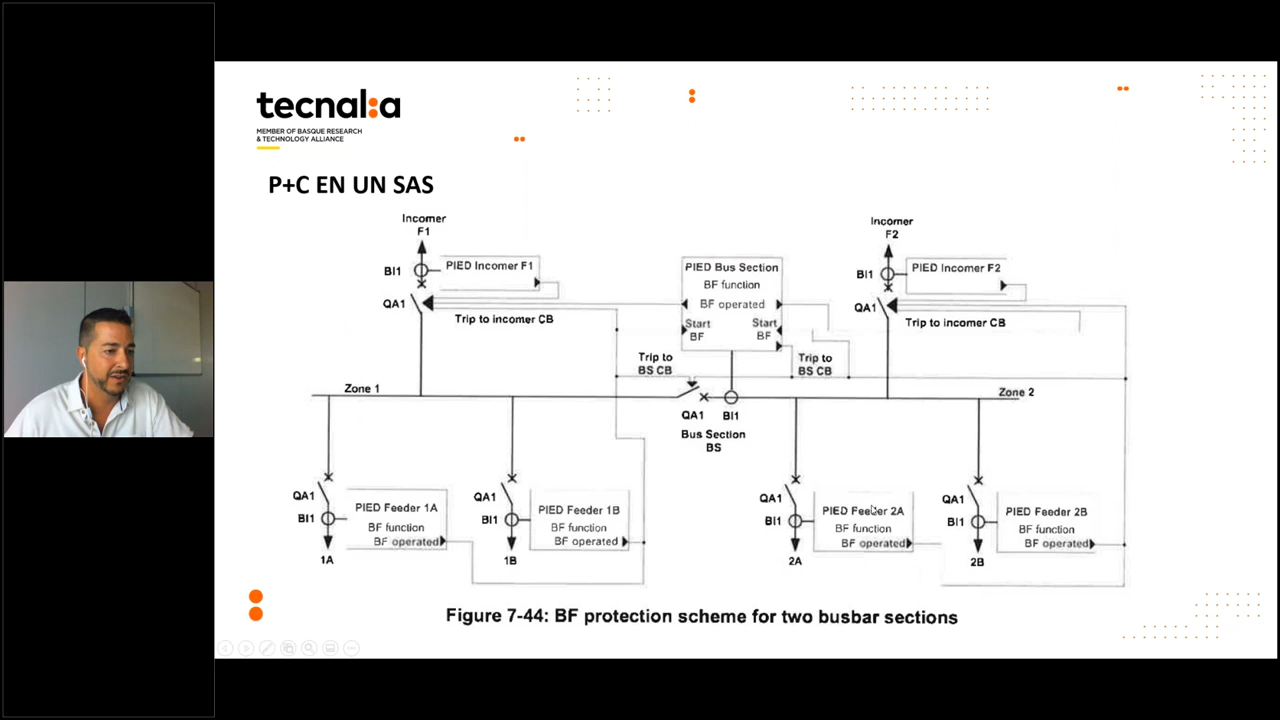 tecnal:a
MEMBER OF BASQUE RESEARCH
& TECHNOLOGY ALLIANCE
P+C EN UN SAS
Incomer
F1
BI1
PIED Incomer F1
QA1
Trip to incomer CB
PIED Bus Section
BF function
BF operated
Start
BF
Start
BF
Trip to
BS CB
Trip to
BS CB
Incomer
F2
BI1
PIED Incomer F2
QA1
Trip to incomer CB
Zone 1
Zone 2
QA1
BI1
Bus Section
BS
QA1
BI1
1A
PIED Feeder 1A
BF function
BF operated
QA1
BI1
1B
PIED Feeder 1B
BF function
BF operated
QA1
BI1
2A
PIED Feeder 2A
BF function
BF operated
QA1
BI1
2B
PIED Feeder 2B
BF function
BF operated
Figure 7-44: BF protection scheme for two busbar sections